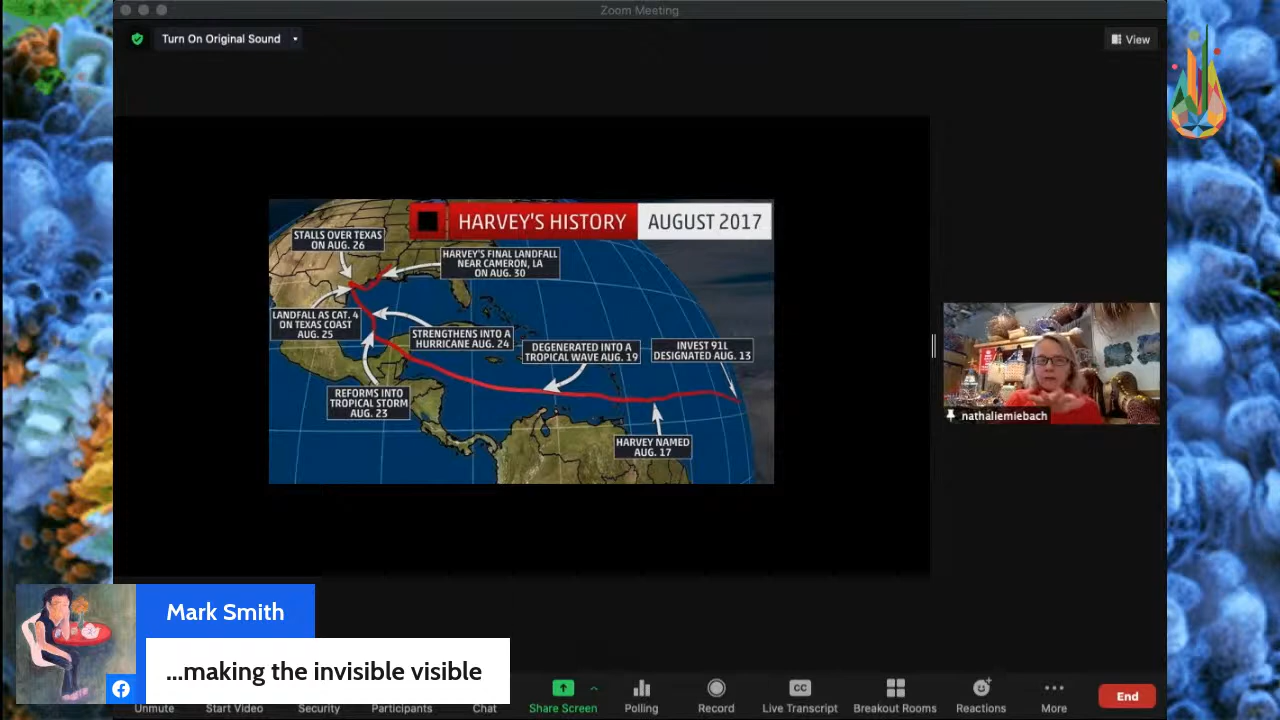 Zoom Meeting
Turn On Original Sound
View
HARVEY'S HISTORY
AUGUST 2017
STALLS OVER TEXAS
ON AUG. 26
HARVEY'S FINAL LANDFALL
NEAR CAMERON, LA
ON AUG. 30
LANDFALL AS CAT. 4
ON TEXAS COAST
AUG. 25
STRENGTHENS INTO A
HURRICANE AUG. 24
DEGENERATED INTO A
TROPICAL WAVE AUG. 19
INVEST 91L
DESIGNATED AUG. 13
REFORMS INTO
TROPICAL STORM
AUG. 23
HARVEY NAMED
AUG. 17
nathaliemiebach
Mark Smith
...making the invisible visible
Unmute
Start Video
Security
Participants
Chat
Share Screen
Polling
Record
CC
Live Transcript
Breakout Rooms
Reactions
More
End